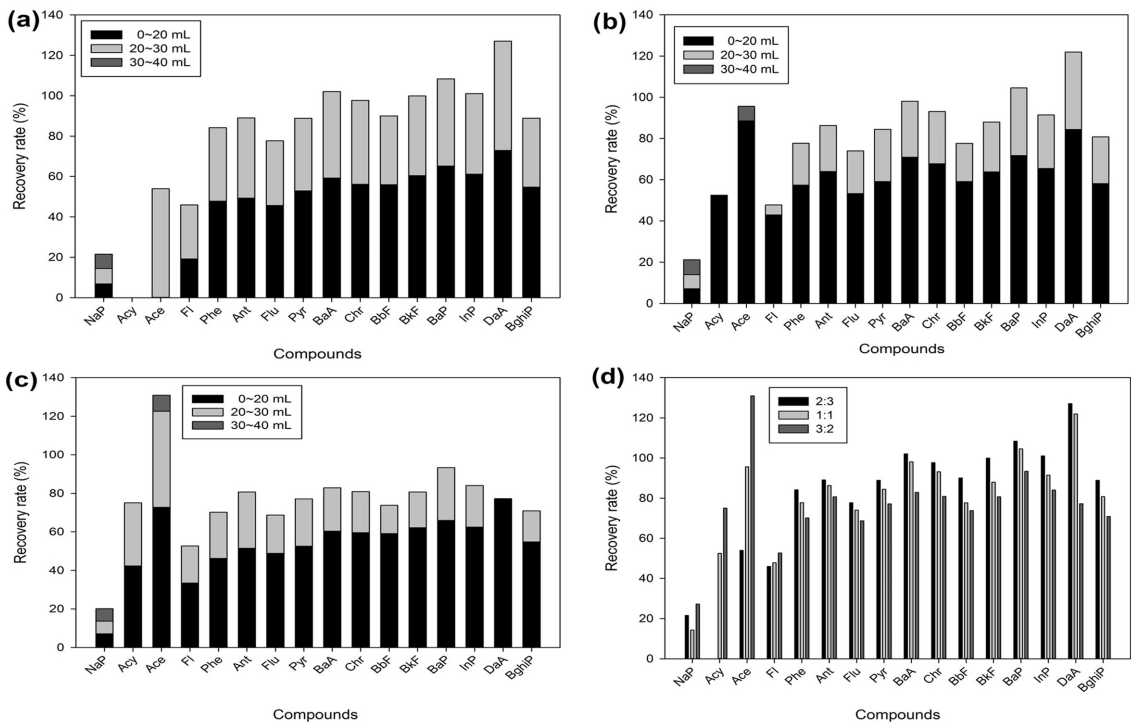 (a)
0~20 mL
20~30 mL
30~40 mL
140
120
100
80
60
40
20
0
Recovery rate (%)
NaP Acy Ace Fl Phe Ant Flu Pyr BaA Chr BbF BkF BaP InP DaA BghiP
Compounds
(b)
0~20 mL
20~30 mL
30~40 mL
140
120
100
80
60
40
20
0
Recovery rate (%)
NaP Acy Ace Fl Phe Ant Flu Pyr BaA Chr BbF BkF BaP InP DaA BghiP
Compounds
(c)
0~20 mL
20~30 mL
30~40 mL
140
120
100
80
60
40
20
0
Recovery rate (%)
NaP Acy Ace Fl Phe Ant Flu Pyr BaA Chr BbF BkF BaP InP DaA BghiP
Compounds
(d)
2:3
1:1
3:2
140
120
100
80
60
40
20
0
Recovery rate (%)
NaP Acy Ace Fl Phe Ant Flu Pyr BaA Chr BbF BkF BaP InP DaA BghiP
Compounds